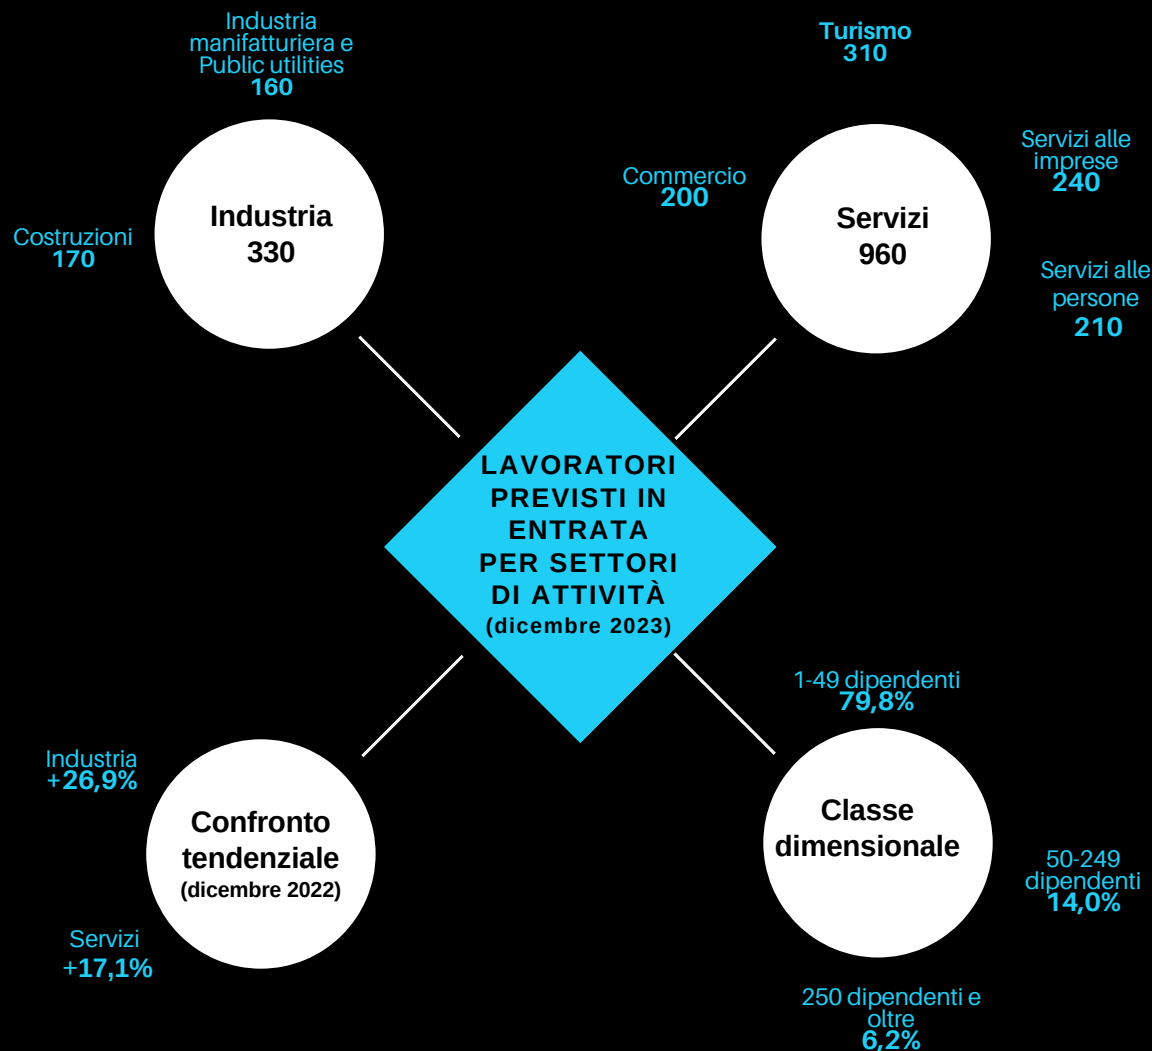 Industria
manifatturiera e
Public utilities
160
Costruzioni
170
Industria
330
Turismo
310
Commercio
200
Servizi
960
Servizi alle
imprese
240
Servizi alle
persone
210
LAVORATORI
PREVISTI IN
ENTRATA
PER SETTORI
DI ATTIVITÀ
(dicembre 2023)
Industria
+26,9%
Confronto
tendenziale
(dicembre 2022)
Servizi
+17,1%
1-49 dipendenti
79,8%
Classe
dimensionale
50-249
dipendenti
14,0%
250 dipendenti e
oltre
6,2%